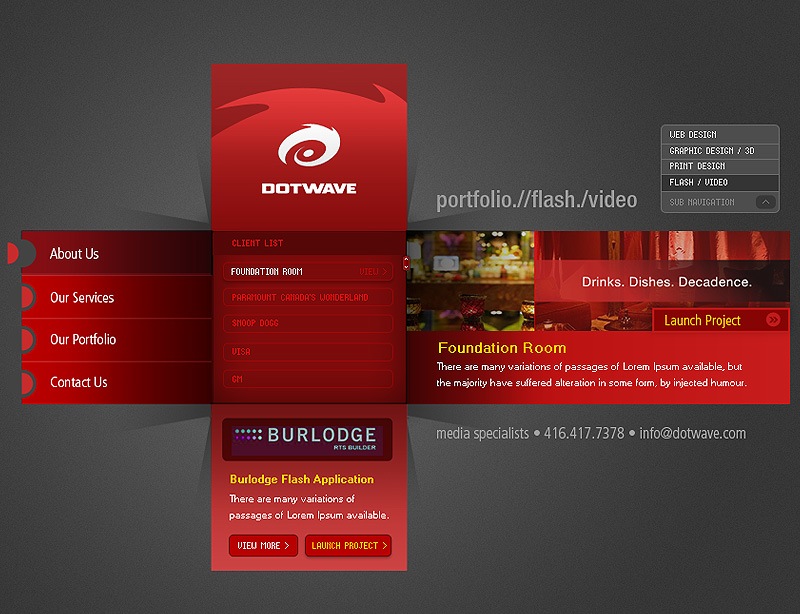 DOTWAVE
portfolio.//flash./video
WEB DESIGN
GRAPHIC DESIGN / 3D
PRINT DESIGN
FLASH / VIDEO
SUB NAVIGATION
About Us
Our Services
Our Portfolio
Contact Us
CLIENT LIST
FOUNDATION ROOM VIEW >
PARAMOUNT CANADA'S WONDERLAND
SNOOP DOGG
VISA
GM
Drinks. Dishes. Decadence.
Launch Project
Foundation Room
There are many variations of passages of Lorem Ipsum available, but
the majority have suffered alteration in some form, by injected humour.
media specialists • 416.417.7378 • info@dotwave.com
BURLODGE
RTS BUILDER
Burlodge Flash Application
There are many variations of
passages of Lorem Ipsum available.
VIEW MORE >
LAUNCH PROJECT >